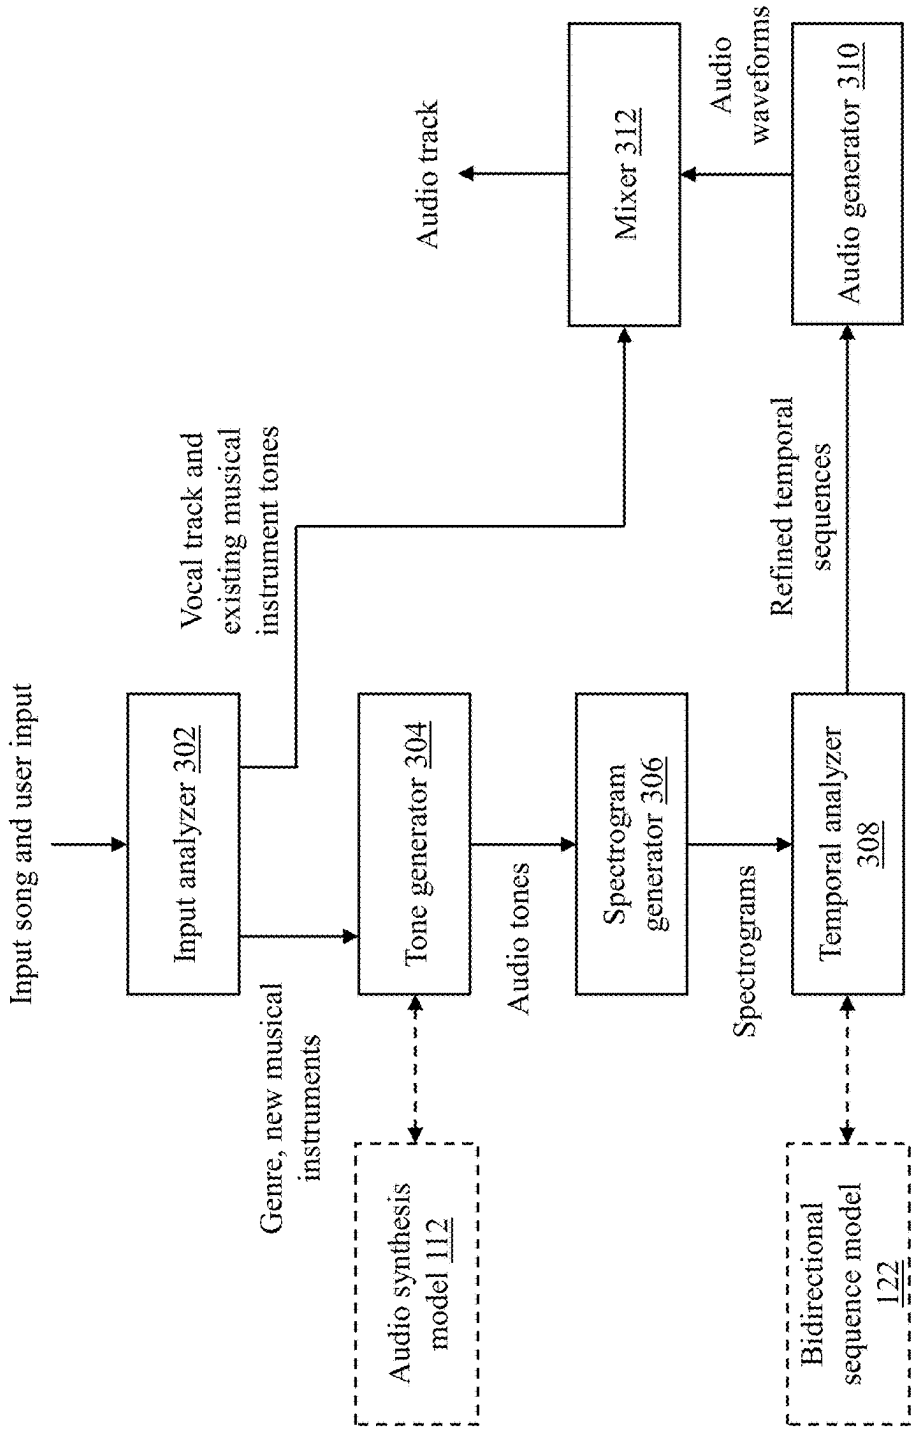 Input song and user input
Input analyzer 302
Vocal track and
existing musical
instrument tones
Genre, new musical
instruments
Audio synthesis
model 112
Tone generator 304
Audio tones
Spectrogram
generator 306
Spectrograms
Bidirectional
sequence model
122
Temporal analyzer
308
Refined temporal
sequences
Audio generator 310
Audio
waveforms
Mixer 312
Audio track